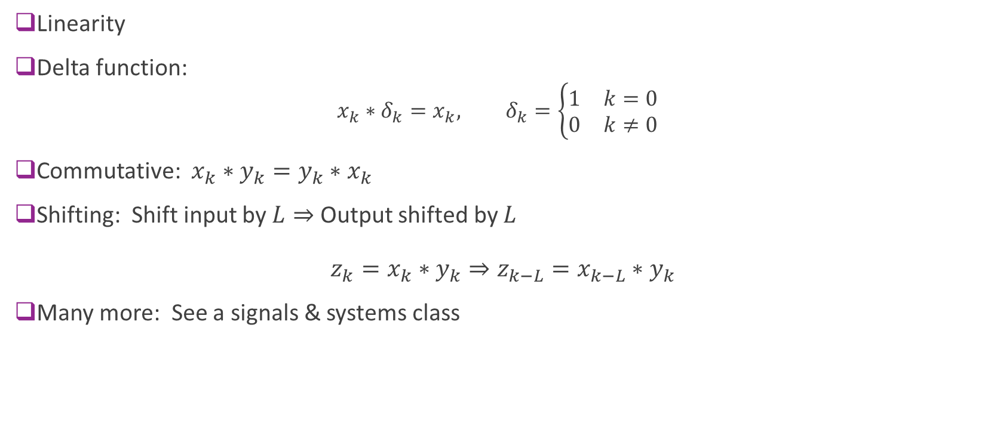 ❑Linearity
❑Delta function:
$x_k * \delta_k = x_k, \quad \delta_k = \begin{cases} 1 & k = 0 \\ 0 & k \neq 0 \end{cases}$
❑Commutative: $x_k * y_k = y_k * x_k$
❑Shifting: Shift input by $L \Rightarrow$ Output shifted by $L$
$z_k = x_k * y_k \Rightarrow z_{k-L} = x_{k-L} * y_k$
❑Many more: See a signals & systems class